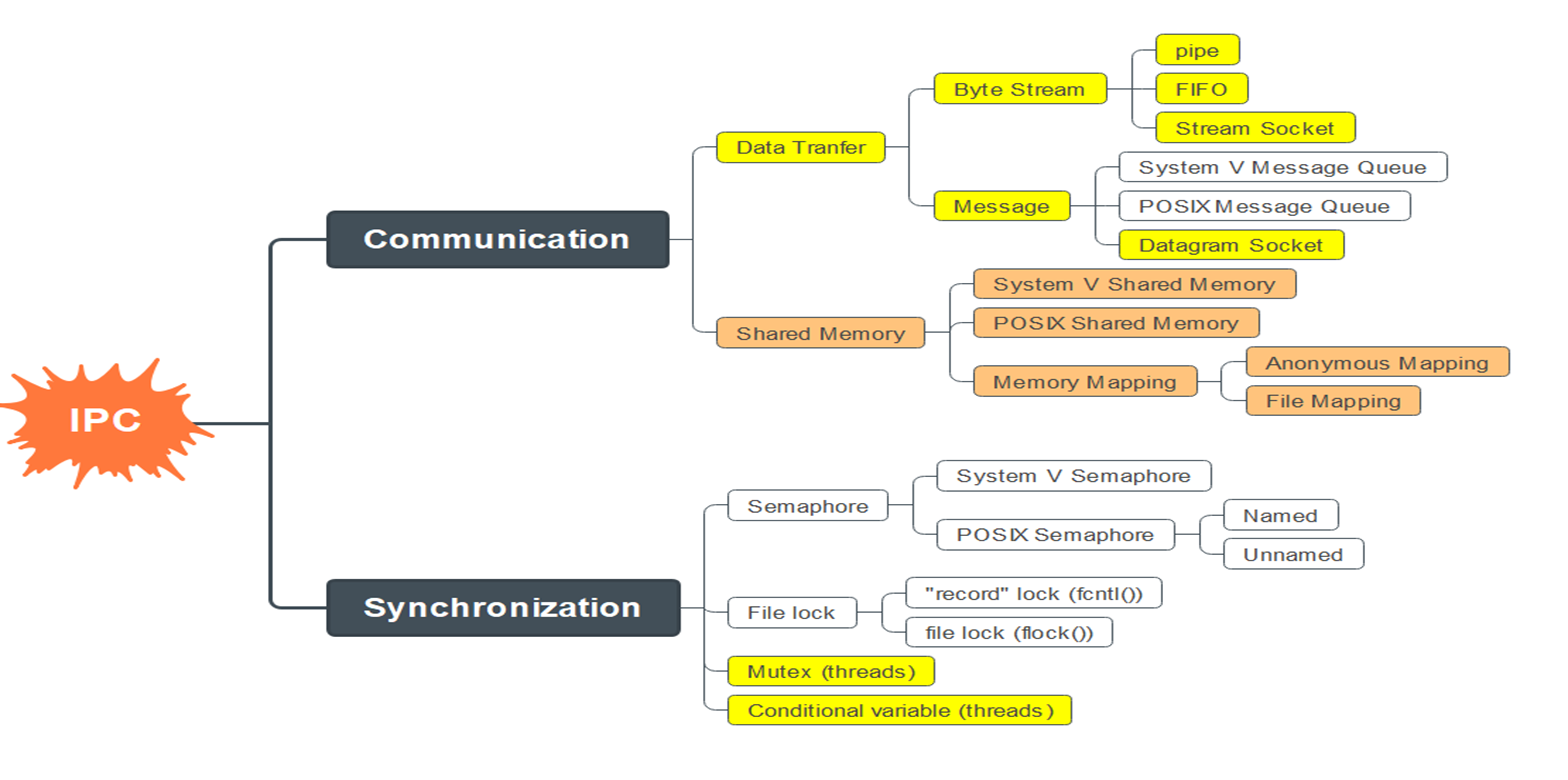 IPC
Communication
Data Tranfer
Byte Stream
pipe
FIFO
Stream Socket
Message
System V Message Queue
POSIX Message Queue
Datagram Socket
Shared Memory
System V Shared Memory
POSIX Shared Memory
Memory Mapping
Anonymous Mapping
File Mapping
Synchronization
Semaphore
System V Semaphore
POSIX Semaphore
Named
Unnamed
File lock
"record" lock (fcntl())
file lock (flock())
Mutex (threads)
Conditional variable (threads)